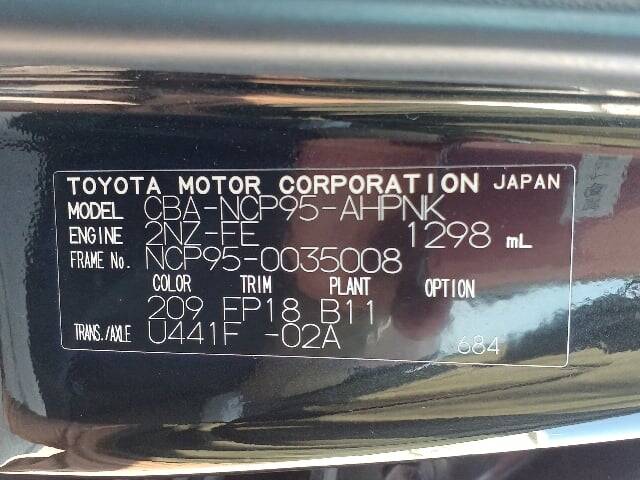 TOYOTA MOTOR CORPORATION JAPAN
MODEL CBA-NCP95-AHPNK
ENGINE 2NZ-FE 1298 mL
FRAME No. NCP95-0035008
COLOR TRIM PLANT OPTION
209 FP18 B11
TRANS./AXLE U441F -02A
684